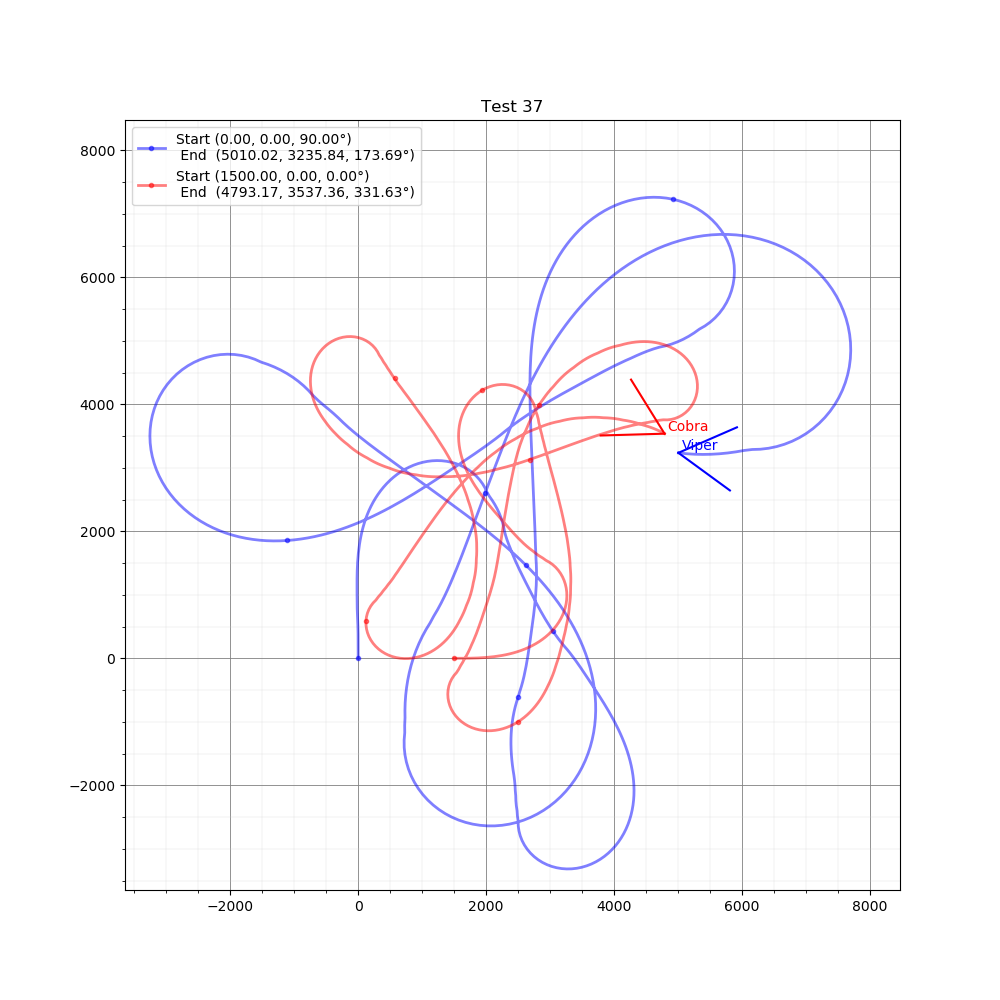 Test 37
Start (0.00, 0.00, 90.00°)
End  (5010.02, 3235.84, 173.69°)
Start (1500.00, 0.00, 0.00°)
End  (4793.17, 3537.36, 331.63°)
8000
6000
4000
2000
0
−2000
Cobra
Viper
−2000 0 2000 4000 6000 8000